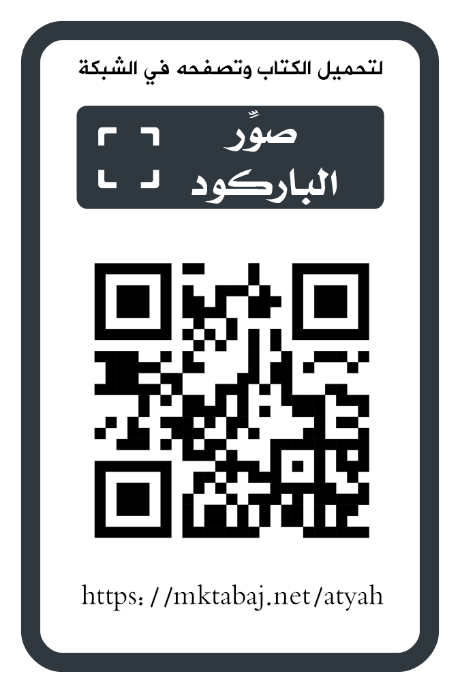 لتحميل الكتاب وتصفحه في الشبكة
صوِّر
الباركود
https://mktabaj.net/atyah